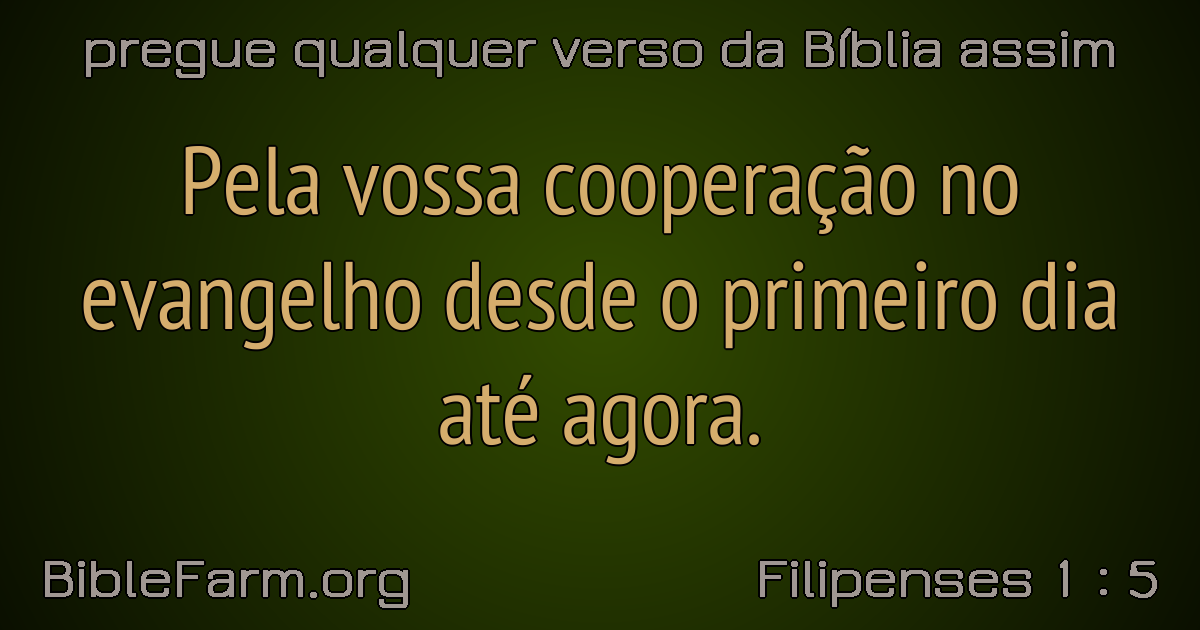 pregue qualquer verso da Bíblia assim
Pela vossa cooperação no
evangelho desde o primeiro dia
até agora.
BibleFarm.org
Filipenses 1 : 5